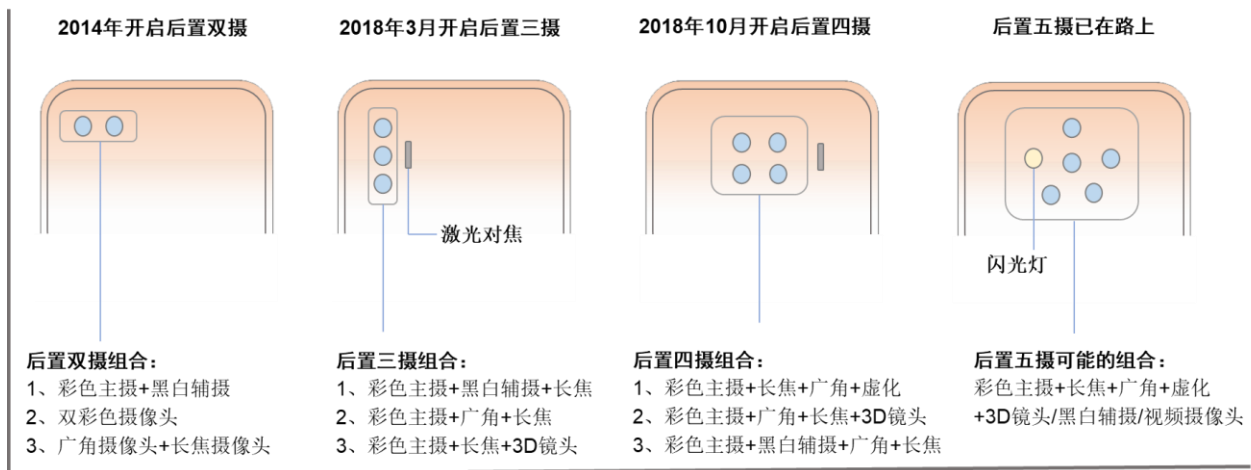 2014年开启后置双摄
2018年3月开启后置三摄
2018年10月开启后置四摄
后置五摄已在路上
激光对焦
闪光灯
后置双摄组合：
1、彩色主摄+黑白辅摄
2、双彩色摄像头
3、广角摄像头+长焦摄像头
后置三摄组合：
1、彩色主摄+黑白辅摄+长焦
2、彩色主摄+广角+长焦
3、彩色主摄+长焦+3D镜头
后置四摄组合：
1、彩色主摄+长焦+广角+虚化
2、彩色主摄+广角+长焦+3D镜头
3、彩色主摄+黑白辅摄+广角+长焦
后置五摄可能的组合：
彩色主摄+长焦+广角+虚化
+3D镜头/黑白辅摄/视频摄像头